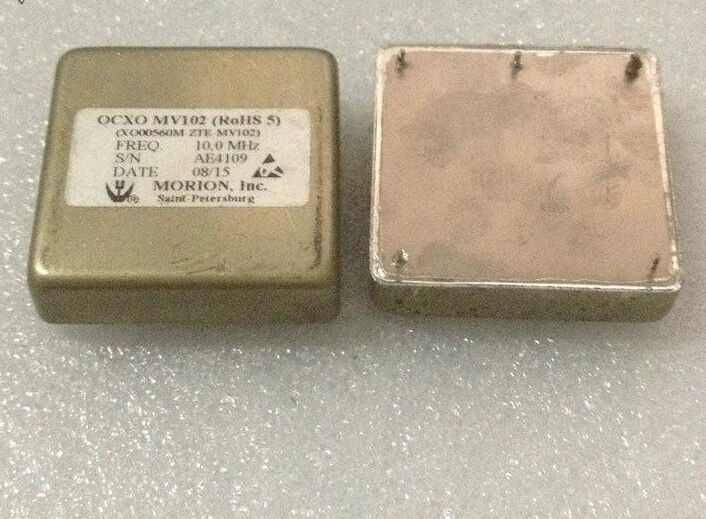 OCXO MV102 (RoHS 5)
(XO00560M-ZTE-MV102)
FREQ. 10,0 MHz
S/N AE4109
DATE 08/15
® MORION, Inc.
Saint-Petersburg